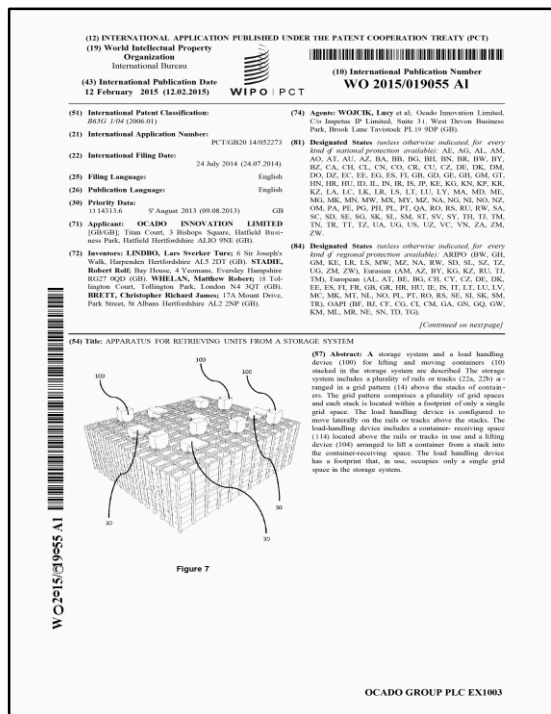 (12) INTERNATIONAL APPLICATION PUBLISHED UNDER THE PATENT COOPERATION TREATY (PCT)
(19) World Intellectual Property
Organization
International Bureau
(43) International Publication Date
12 February 2015 (12.02.2015)
WIPO | PCT
(10) International Publication Number
WO 2015/019055 A1
(51) International Patent Classification:
B65G 1/04 (2006.01)
(21) International Application Number:
PCT/GB20 14/052273
(22) International Filing Date:
24 July 2014 (24.07.2014)
(25) Filing Language: English
(26) Publication Language: English
(30) Priority Data:
13 14313.6 9 August 2013 (09.08.2013) GB
(71) Applicant: OCADO INNOVATION LIMITED
[GB/GB]; Titan Court, 3 Bishops Square, Hatfield Busi-
ness Park, Hatfield Hertfordshire AL10 9NE (GB).
(72) Inventors: LINDBO, Lars Sverker Ture; 6 Sir Joseph's
Walk, Harpenden Hertfordshire AL5 2DT (GB). STADIE,
Robert Rolf; Bay House, 4 Yeomans, Eversley Hampshire
RG27 0QD (GB). WHELAN, Matthew Robert; 18 Tol-
lington Court, Tollington Park, London N4 3QT (GB).
BRETT, Christopher Richard James; 17A Mount Drive,
Park Street, St Albans Hertfordshire AL2 2NP (GB).
(74) Agents: WOJCIK, Lucy et al; Ocado Innovation Limited,
C/o Impetus IP Limited, Suite 31, West Devon Business
Park, Brook Lane Tavistock PL19 9DP (GB).
(81) Designated States (unless otherwise indicated, for every
kind of national protection available): AE, AG, AL, AM,
AO, AT, AU, AZ, BA, BB, BG, BH, BN, BR, BW, BY,
BZ, CA, CH, CL, CN, CO, CR, CU, CZ, DE, DK, DM,
DO, DZ, EC, EE, EG, ES, FI, GB, GD, GE, GH, GM, GT,
HN, HR, HU, ID, IL, IN, IR, IS, JP, KE, KG, KN, KP, KR,
KZ, LA, LC, LK, LR, LS, LT, LU, LY, MA, MD, ME,
MG, MK, MN, MW, MX, MY, MZ, NA, NG, NI, NO, NZ,
OM, PA, PE, PG, PH, PL, PT, QA, RO, RS, RU, RW, SA,
SC, SD, SE, SG, SK, SL, SM, ST, SV, SY, TH, TJ, TM,
TN, TR, TT, TZ, UA, UG, US, UZ, VC, VN, ZA, ZM,
ZW.
(84) Designated States (unless otherwise indicated, for every
kind of regional protection available): ARIPO (BW, GH,
GM, KE, LR, LS, MW, MZ, NA, RW, SD, SL, SZ, TZ,
UG, ZM, ZW), Eurasian (AM, AZ, BY, KG, KZ, RU, TJ,
TM), European (AL, AT, BE, BG, CH, CY, CZ, DE, DK,
EE, ES, FI, FR, GB, GR, HR, HU, IE, IS, IT, LT, LU, LV,
MC, MK, MT, NL, NO, PL, PT, RO, RS, SE, SI, SK, SM,
TR), OAPI (BF, BJ, CF, CG, CI, CM, GA, GN, GQ, GW,
KM, ML, MR, NE, SN, TD, TG).
[Continued on nextpage]
(54) Title: APPARATUS FOR RETRIEVING UNITS FROM A STORAGE SYSTEM
100
100
100
30
30
30
Figure 7
(57) Abstract: A storage system and a load handling
device (100) for lifting and moving containers (10)
stacked in the storage system are described The storage
system includes a plurality of rails or tracks (22a, 22b) ar-
ranged in a grid pattern (14) above the stacks of contain-
ers. The grid pattern comprises a plurality of grid spaces
and each stack is located within a footprint of only a single
grid space. The load handling device is configured to
move laterally on the rails or tracks above the stacks. The
load-handling device includes a container- receiving space
(114) located above the rails or tracks in use and a lifting
device (104) arranged to lift a container from a stack into
the container-receiving space. The load handling device
has a footprint that, in use, occupies only a single grid
space in the storage system.
WO 2015/019055 A1
OCADO GROUP PLC EX1003